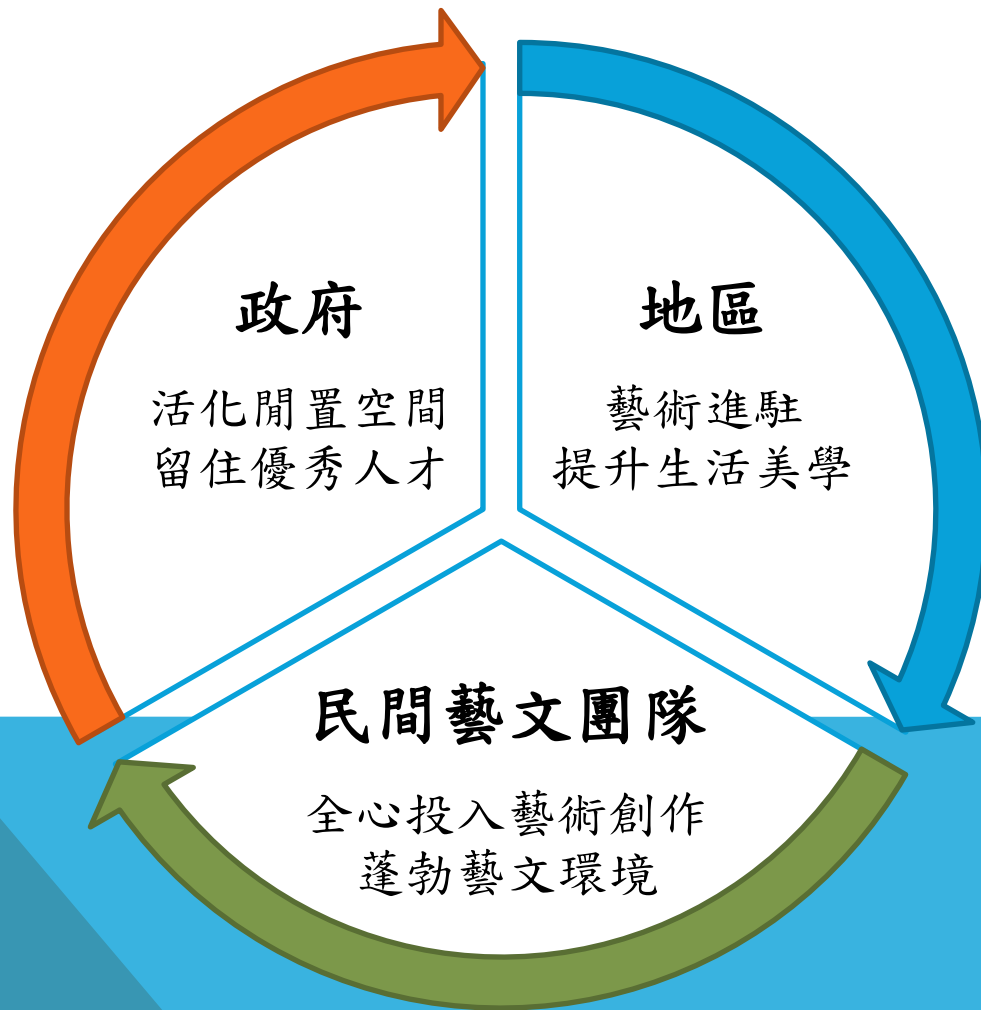 政府
活化閒置空間
留住優秀人才
地區
藝術進駐
提升生活美學
民間藝文團隊
全心投入藝術創作
蓬勃藝文環境